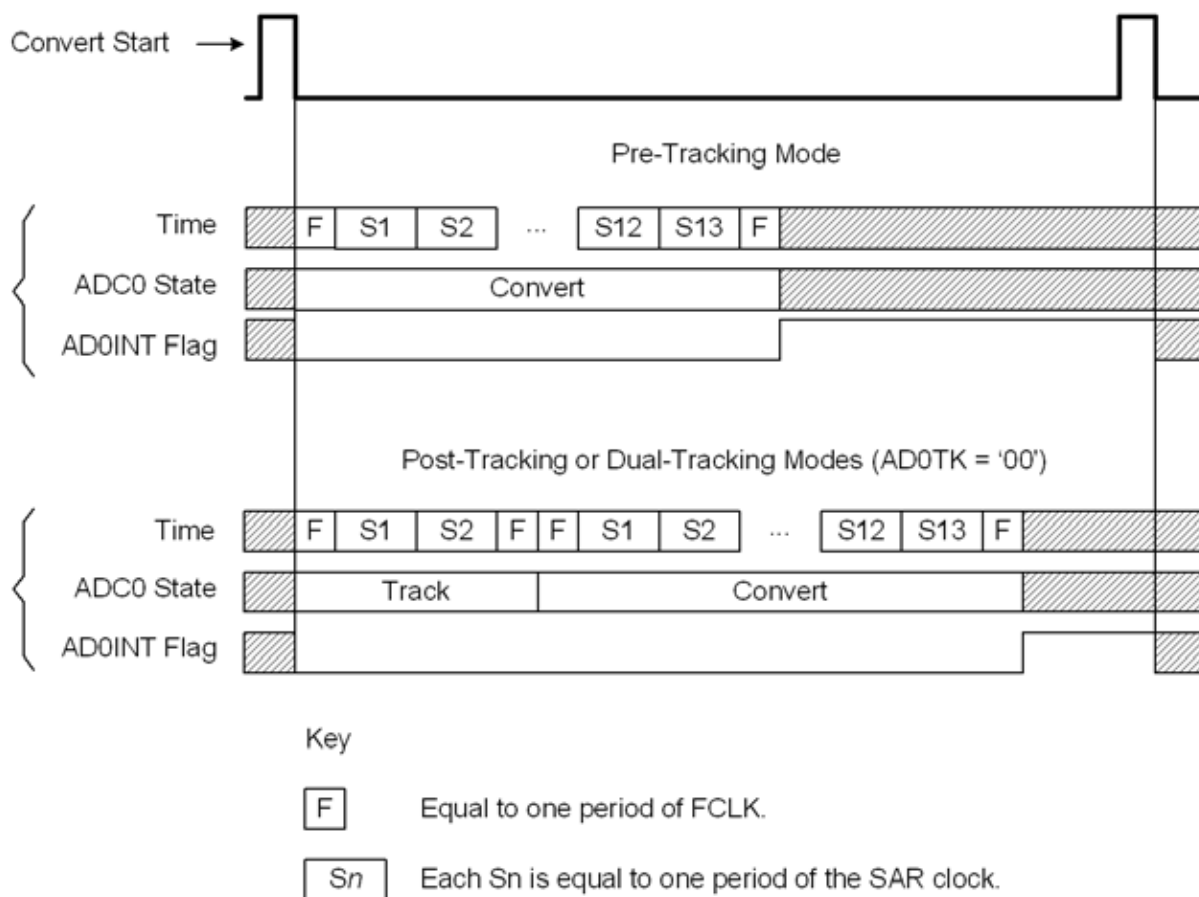 Convert Start
Pre-Tracking Mode
Time F S1 S2 ... S12 S13 F
ADC0 State Convert
AD0INT Flag
Post-Tracking or Dual-Tracking Modes (AD0TK = ‘00’)
Time F S1 S2 F F S1 S2 ... S12 S13 F
ADC0 State Track Convert
AD0INT Flag
Key
F Equal to one period of FCLK.
Sn Each Sn is equal to one period of the SAR clock.